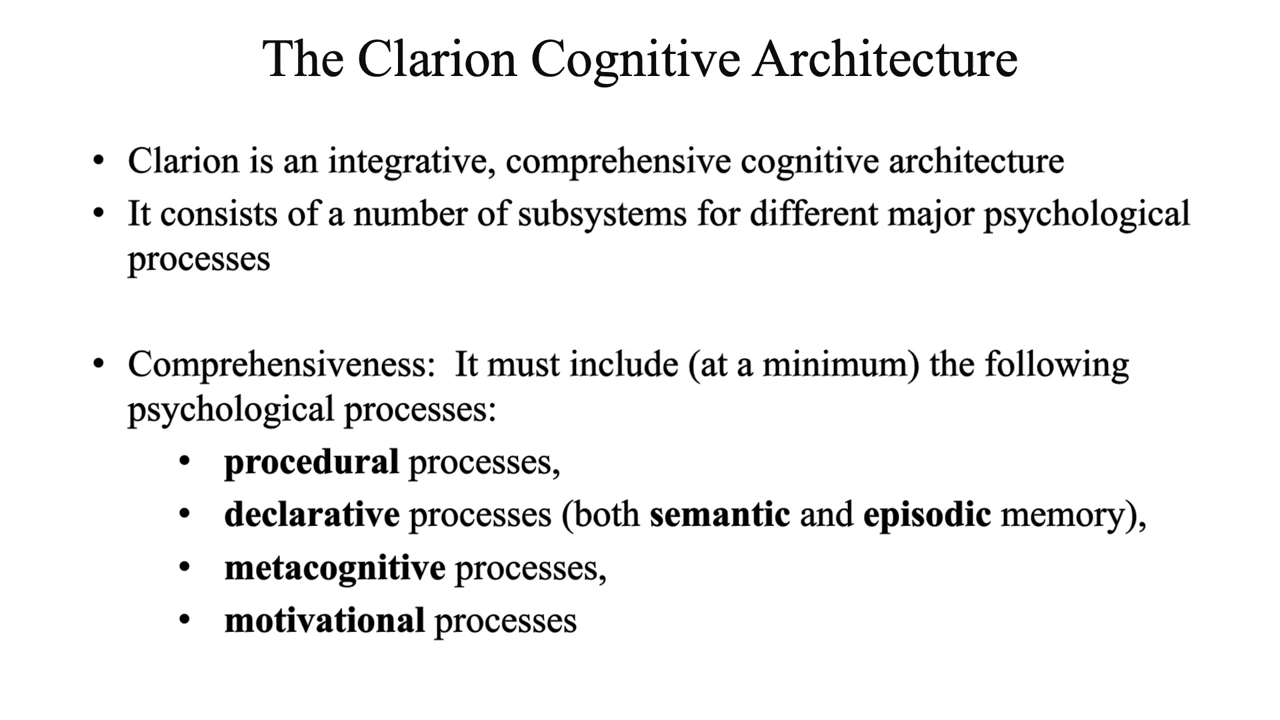 The Clarion Cognitive Architecture
• Clarion is an integrative, comprehensive cognitive architecture
• It consists of a number of subsystems for different major psychological
processes
• Comprehensiveness:  It must include (at a minimum) the following
psychological processes:
• procedural processes,
• declarative processes (both semantic and episodic memory),
• metacognitive processes,
• motivational processes